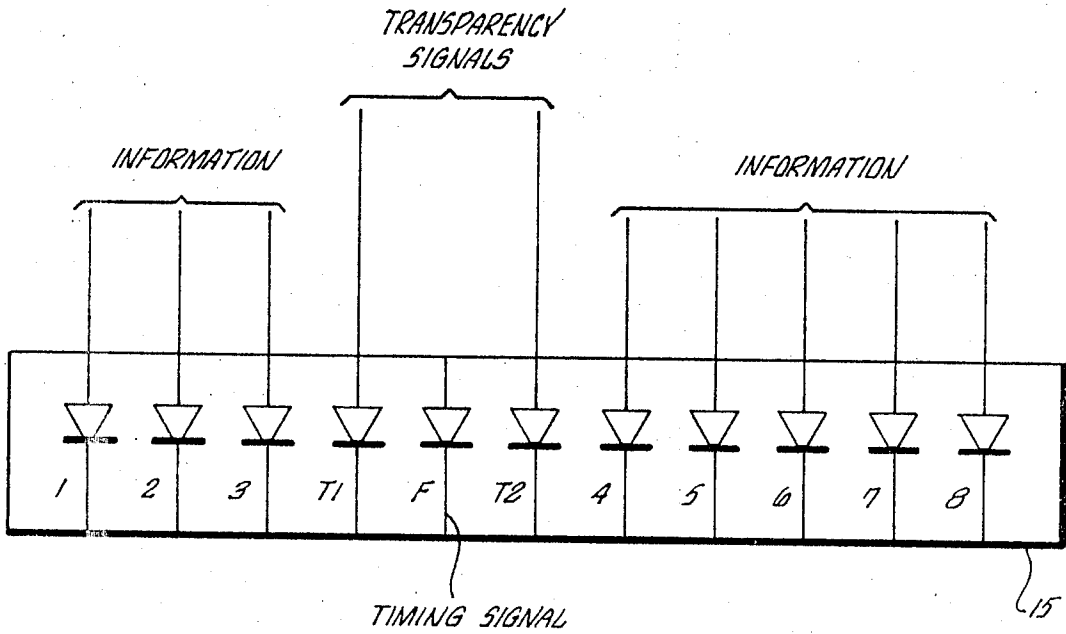 TRANSPARENCY
SIGNALS
INFORMATION
INFORMATION
1 2 3 T1 F T2 4 5 6 7 8
TIMING SIGNAL
15